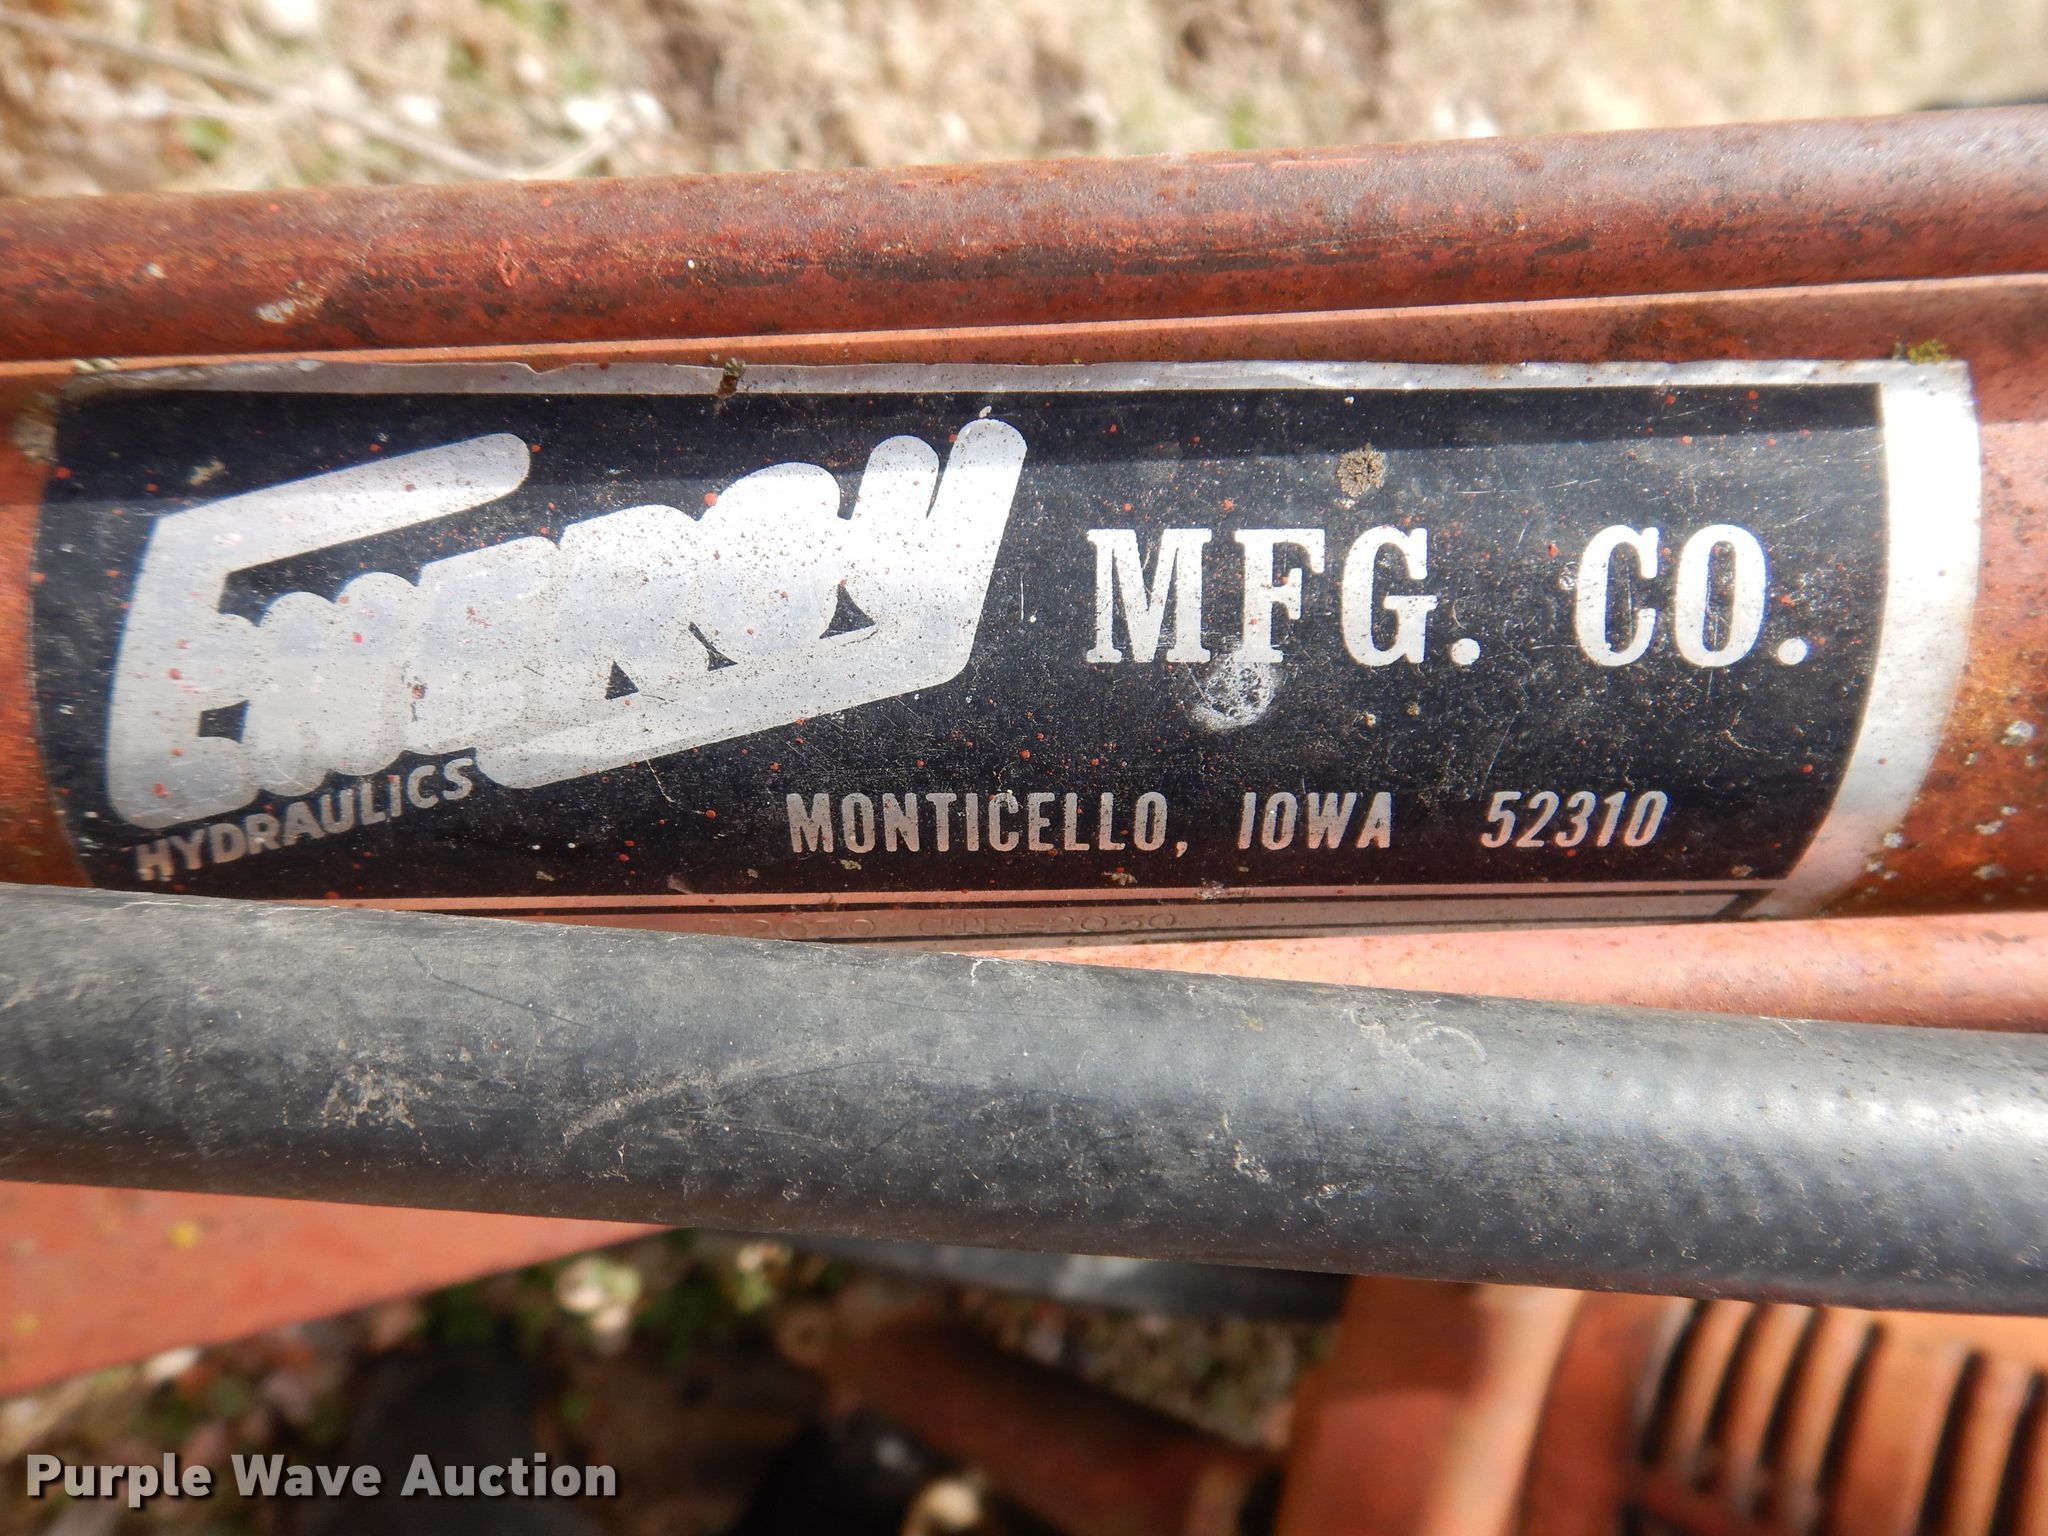 Energy MFG. CO.
HYDRAULICS
MONTICELLO, IOWA 52310
Purple Wave Auction